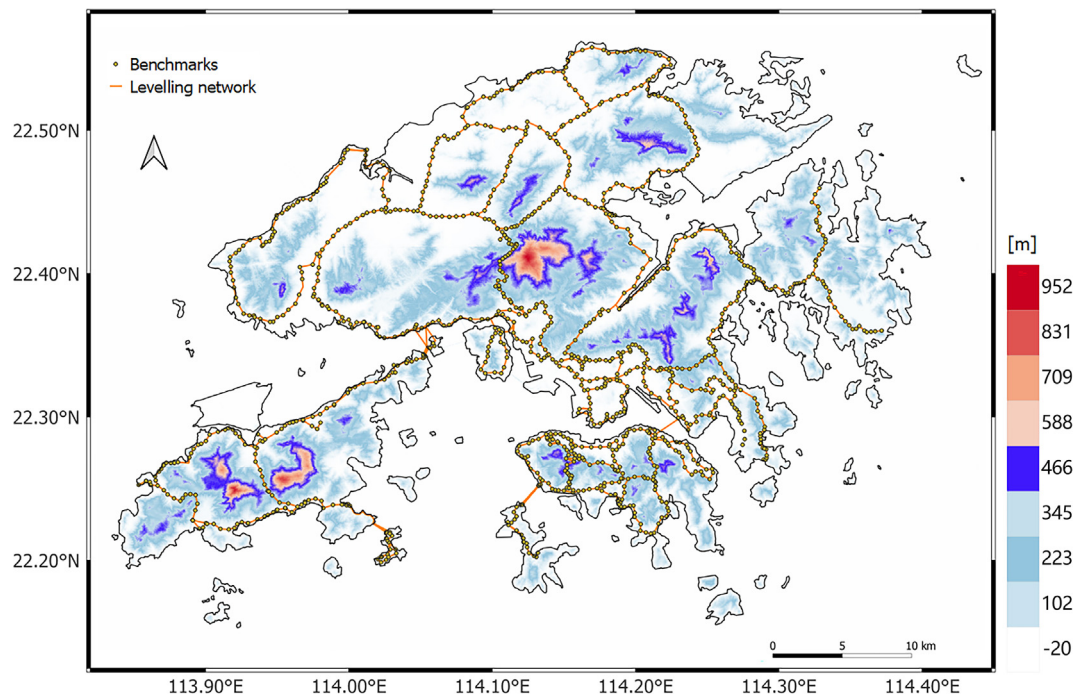 Benchmarks
Levelling network
22.50°N
22.40°N
22.30°N
22.20°N
[m]
952
831
709
588
466
345
223
102
-20
0 5 10 km
113.90°E 114.00°E 114.10°E 114.20°E 114.30°E 114.40°E